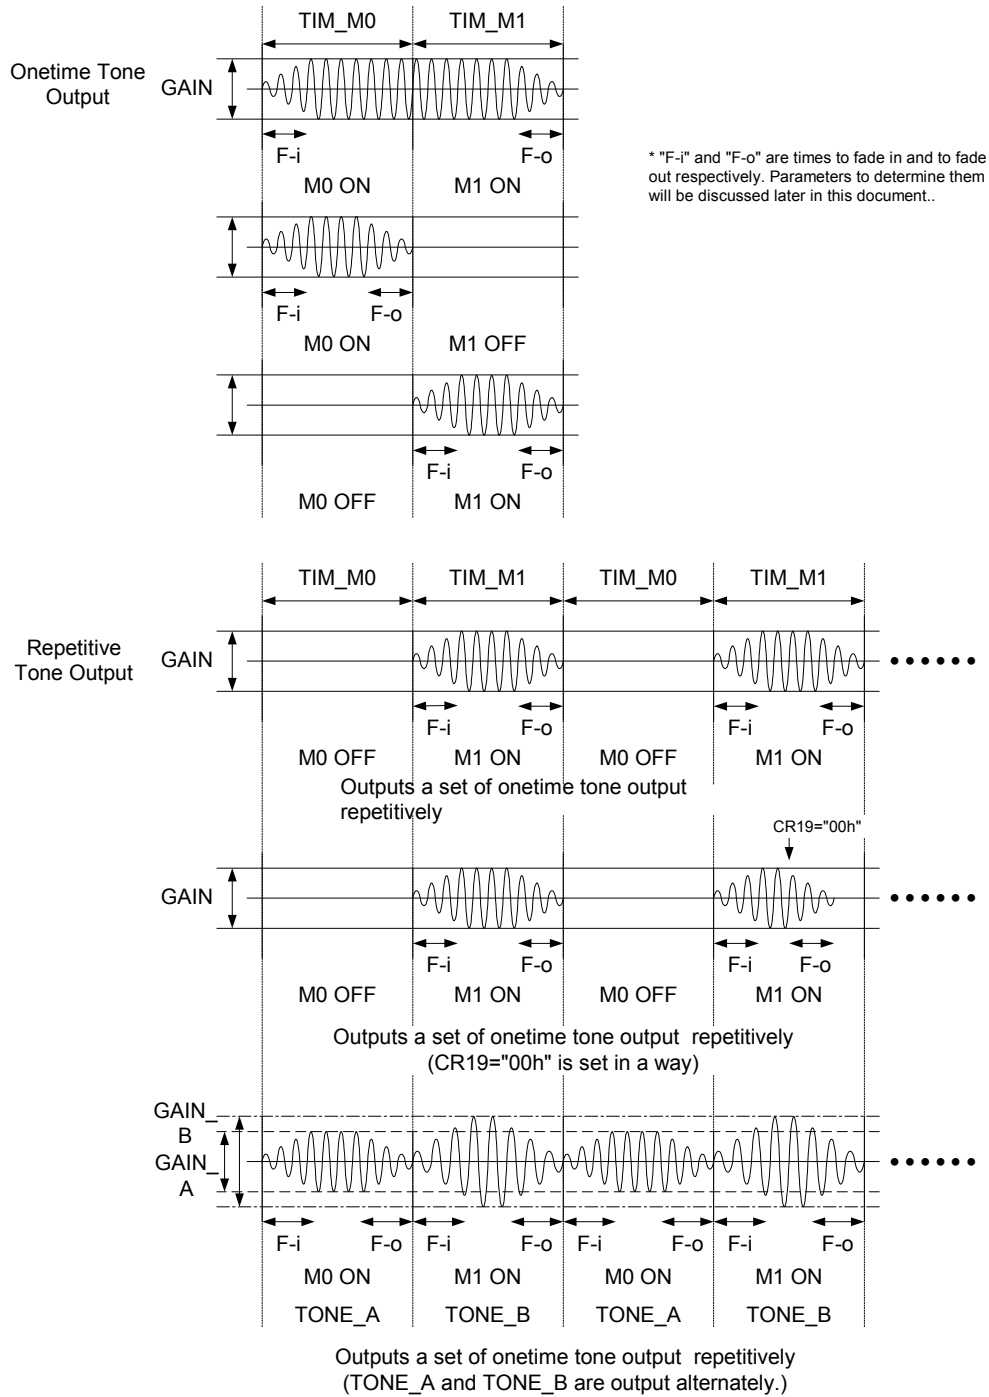 TIM_M0 TIM_M1
Onetime Tone
Output
GAIN
F-i F-o
M0 ON M1 ON
* "F-i" and "F-o" are times to fade in and to fade
out respectively. Parameters to determine them
will be discussed later in this document..
F-i F-o
M0 ON M1 OFF
F-i F-o
M0 OFF M1 ON
TIM_M0 TIM_M1 TIM_M0 TIM_M1
Repetitive
Tone Output
GAIN
F-i F-o F-i F-o
M0 OFF M1 ON M0 OFF M1 ON
Outputs a set of onetime tone output
repetitively
CR19="00h"
GAIN
F-i F-o F-i F-o
M0 OFF M1 ON M0 OFF M1 ON
Outputs a set of onetime tone output repetitively
(CR19="00h" is set in a way)
GAIN_
B
GAIN_
A
F-i F-o F-i F-o F-i F-o F-i F-o
M0 ON M1 ON M0 ON M1 ON
TONE_A TONE_B TONE_A TONE_B
Outputs a set of onetime tone output repetitively
(TONE_A and TONE_B are output alternately.)